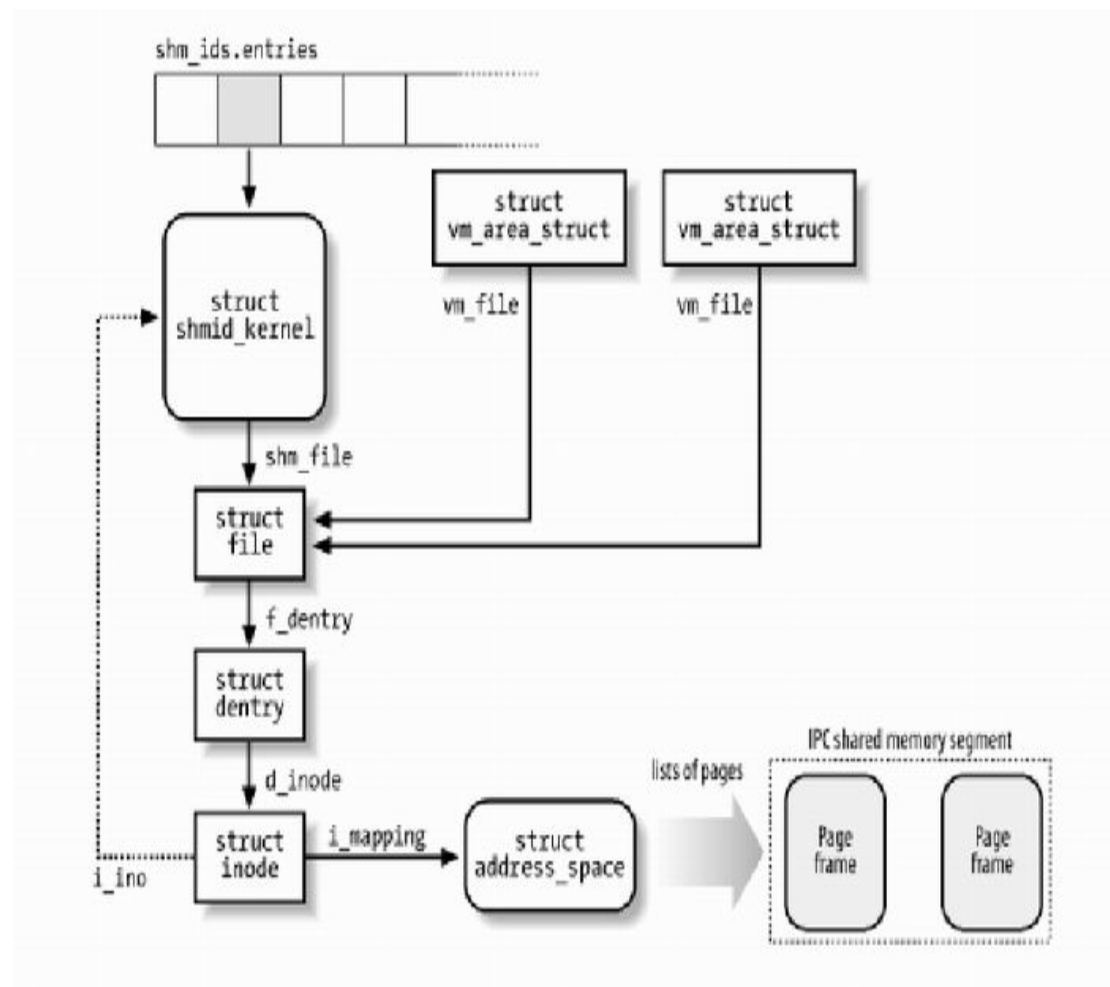 shm_ids.entries
struct
vm_area_struct
struct
vm_area_struct
vm_file
vm_file
struct
shmid_kernel
shm_file
struct
file
f_dentry
struct
dentry
d_inode
struct
inode
i_ino
i_mapping
struct
address_space
lists of pages
IPC shared memory segment
Page
frame
Page
frame